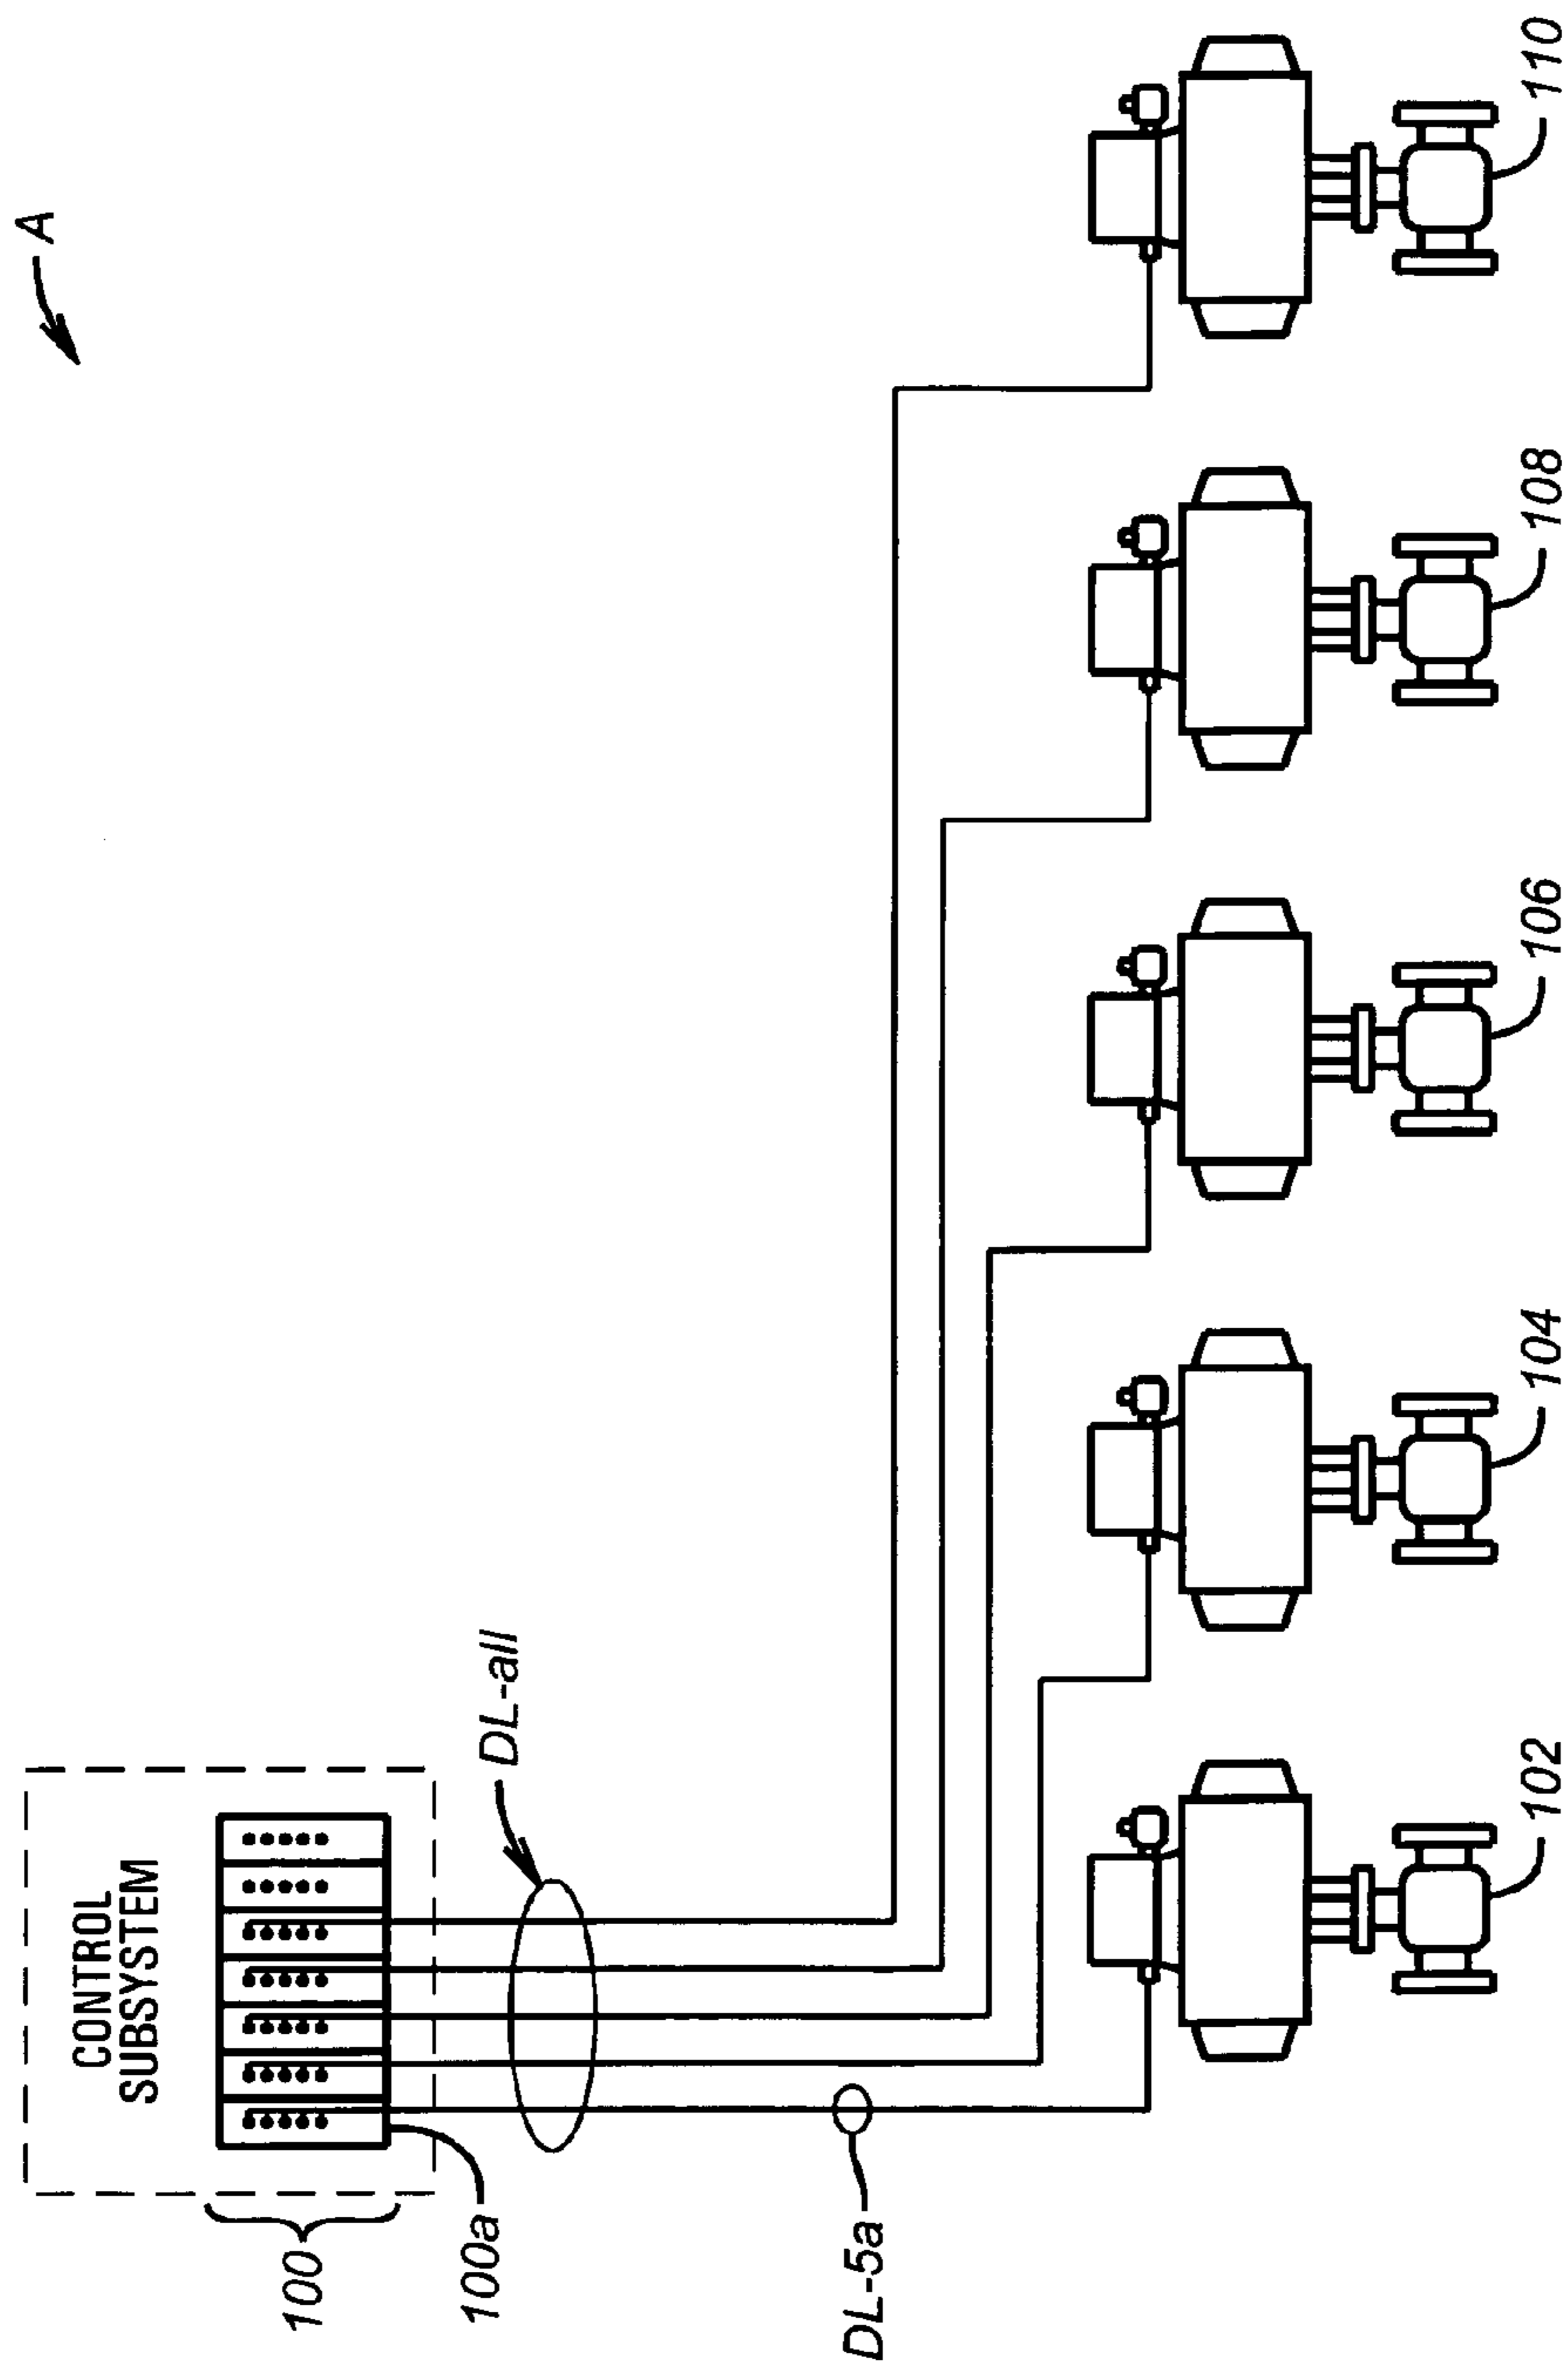 A
CONTROL
SUBSYSTEM
100
100a
DL-all
DL-5a
102
104
106
108
110